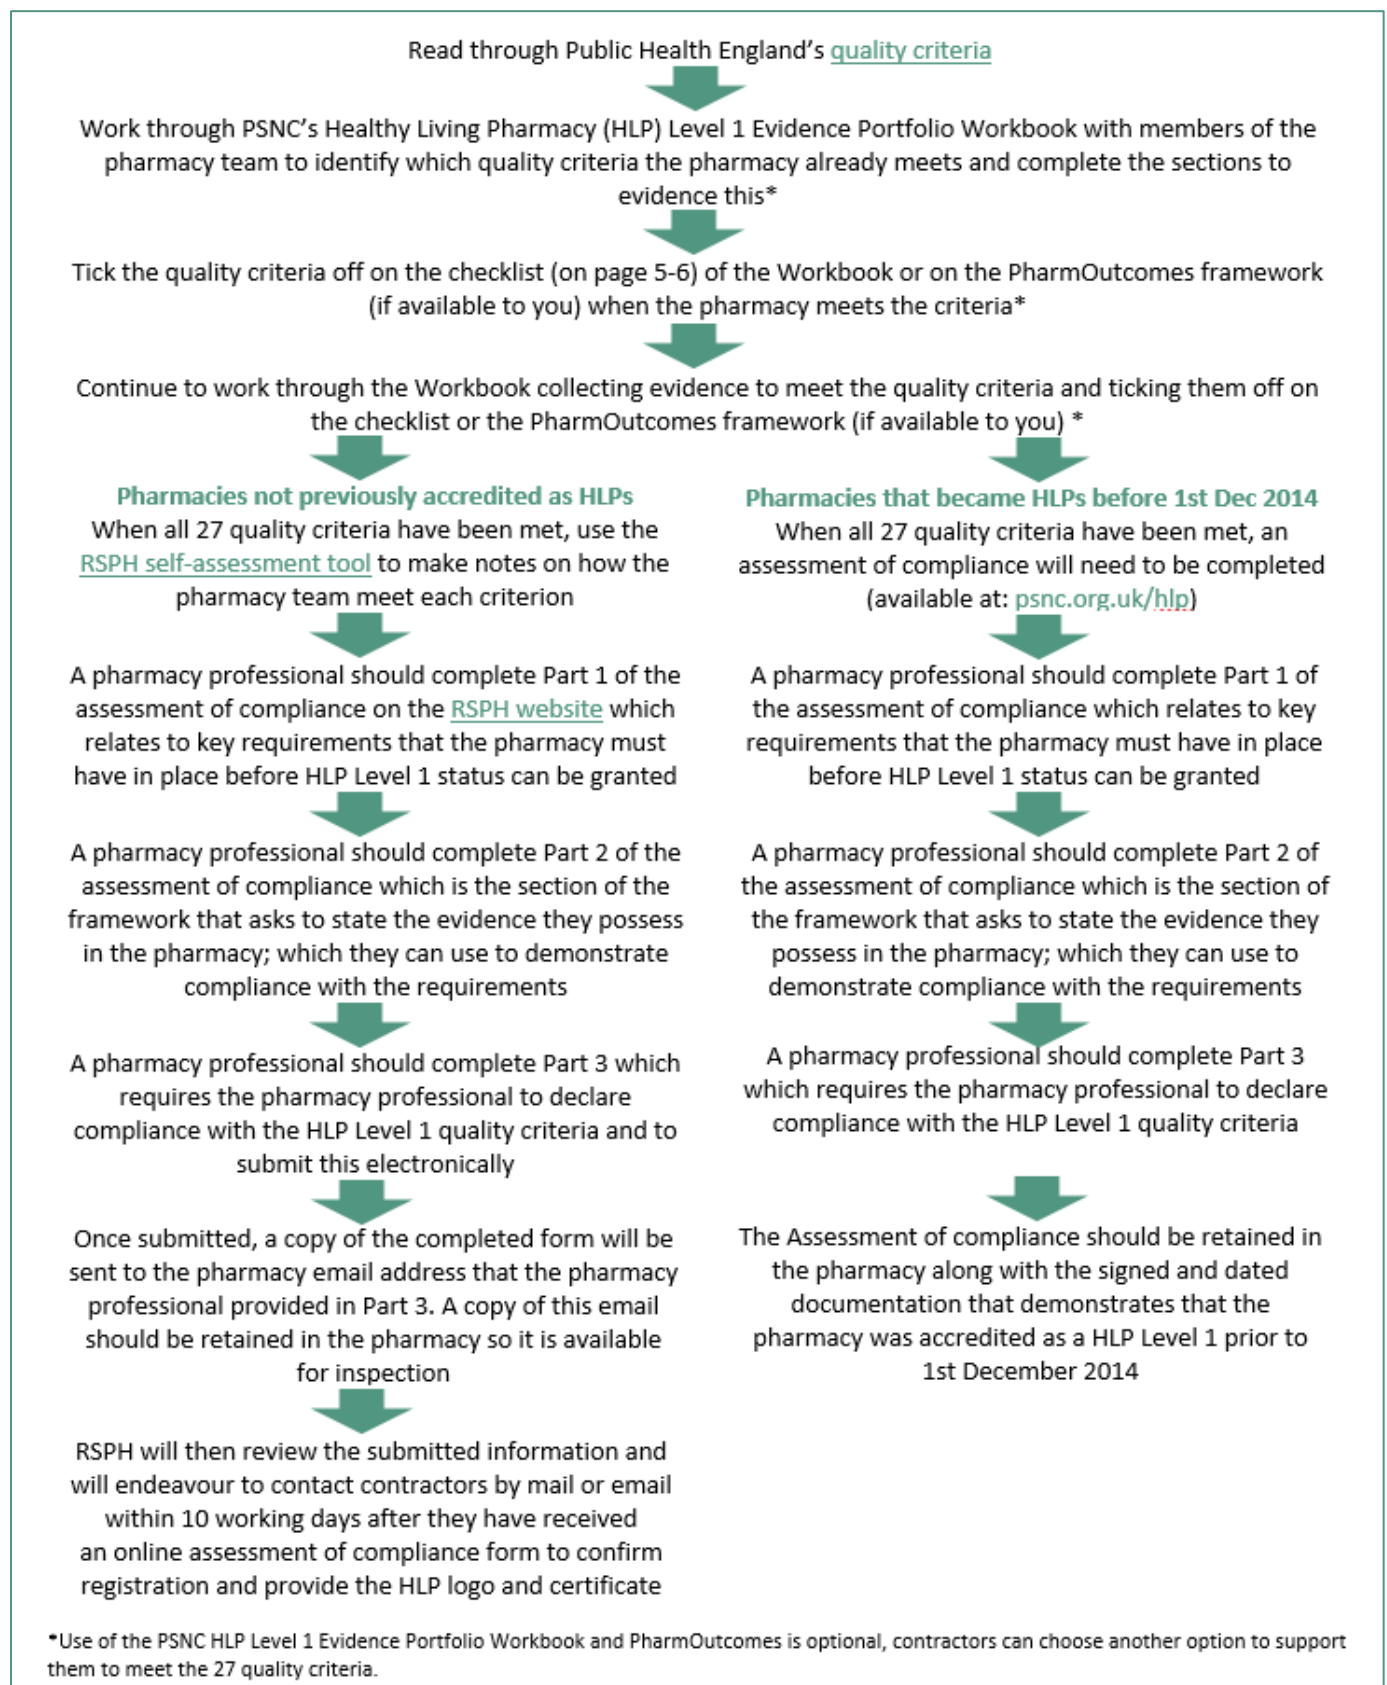 Read through Public Health England's quality criteria
Work through PSNC's Healthy Living Pharmacy (HLP) Level 1 Evidence Portfolio Workbook with members of the
pharmacy team to identify which quality criteria the pharmacy already meets and complete the sections to
evidence this*
Tick the quality criteria off on the checklist (on page 5-6) of the Workbook or on the PharmOutcomes framework
(if available to you) when the pharmacy meets the criteria*
Continue to work through the Workbook collecting evidence to meet the quality criteria and ticking them off on
the checklist or the PharmOutcomes framework (if available to you) *
Pharmacies not previously accredited as HLPs
When all 27 quality criteria have been met, use the
RSPH self-assessment tool to make notes on how the
pharmacy team meet each criterion
A pharmacy professional should complete Part 1 of the
assessment of compliance on the RSPH website which
relates to key requirements that the pharmacy must
have in place before HLP Level 1 status can be granted
A pharmacy professional should complete Part 2 of the
assessment of compliance which is the section of the
framework that asks to state the evidence they possess
in the pharmacy; which they can use to demonstrate
compliance with the requirements
A pharmacy professional should complete Part 3 which
requires the pharmacy professional to declare
compliance with the HLP Level 1 quality criteria and to
submit this electronically
Once submitted, a copy of the completed form will be
sent to the pharmacy email address that the pharmacy
professional provided in Part 3. A copy of this email
should be retained in the pharmacy so it is available
for inspection
RSPH will then review the submitted information and
will endeavour to contact contractors by mail or email
within 10 working days after they have received
an online assessment of compliance form to confirm
registration and provide the HLP logo and certificate
Pharmacies that became HLPs before 1st Dec 2014
When all 27 quality criteria have been met, an
assessment of compliance will need to be completed
(available at: psnc.org.uk/hlp)
A pharmacy professional should complete Part 1 of
the assessment of compliance which relates to key
requirements that the pharmacy must have in place
before HLP Level 1 status can be granted
A pharmacy professional should complete Part 2 of
the assessment of compliance which is the section of
the framework that asks to state the evidence they
possess in the pharmacy; which they can use to
demonstrate compliance with the requirements
A pharmacy professional should complete Part 3
which requires the pharmacy professional to declare
compliance with the HLP Level 1 quality criteria
The Assessment of compliance should be retained in
the pharmacy along with the signed and dated
documentation that demonstrates that the
pharmacy was accredited as a HLP Level 1 prior to
1st December 2014
*Use of the PSNC HLP Level 1 Evidence Portfolio Workbook and PharmOutcomes is optional, contractors can choose another option to support
them to meet the 27 quality criteria.